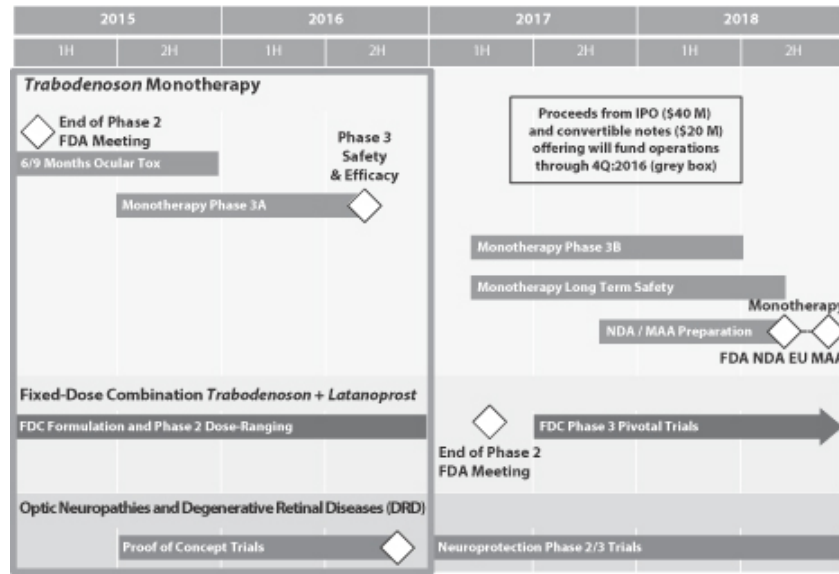 2015 2016 2017 2018
1H 2H 1H 2H 1H 2H 1H 2H
Trabodenoson Monotherapy
End of Phase 2
FDA Meeting
6/9 Months Ocular Tox
Phase 3
Safety
& Efficacy
Monotherapy Phase 3A
Proceeds from IPO ($40 M)
and convertible notes ($20 M)
offering will fund operations
through 4Q:2016 (grey box)
Monotherapy Phase 3B
Monotherapy Long Term Safety
Monotherapy
NDA / MAA Preparation
FDA NDA EU MAA
Fixed-Dose Combination Trabodenoson + Latanoprost
FDC Formulation and Phase 2 Dose-Ranging
End of Phase 2
FDA Meeting
FDC Phase 3 Pivotal Trials
Optic Neuropathies and Degenerative Retinal Diseases (DRD)
Proof of Concept Trials
Neuroprotection Phase 2/3 Trials